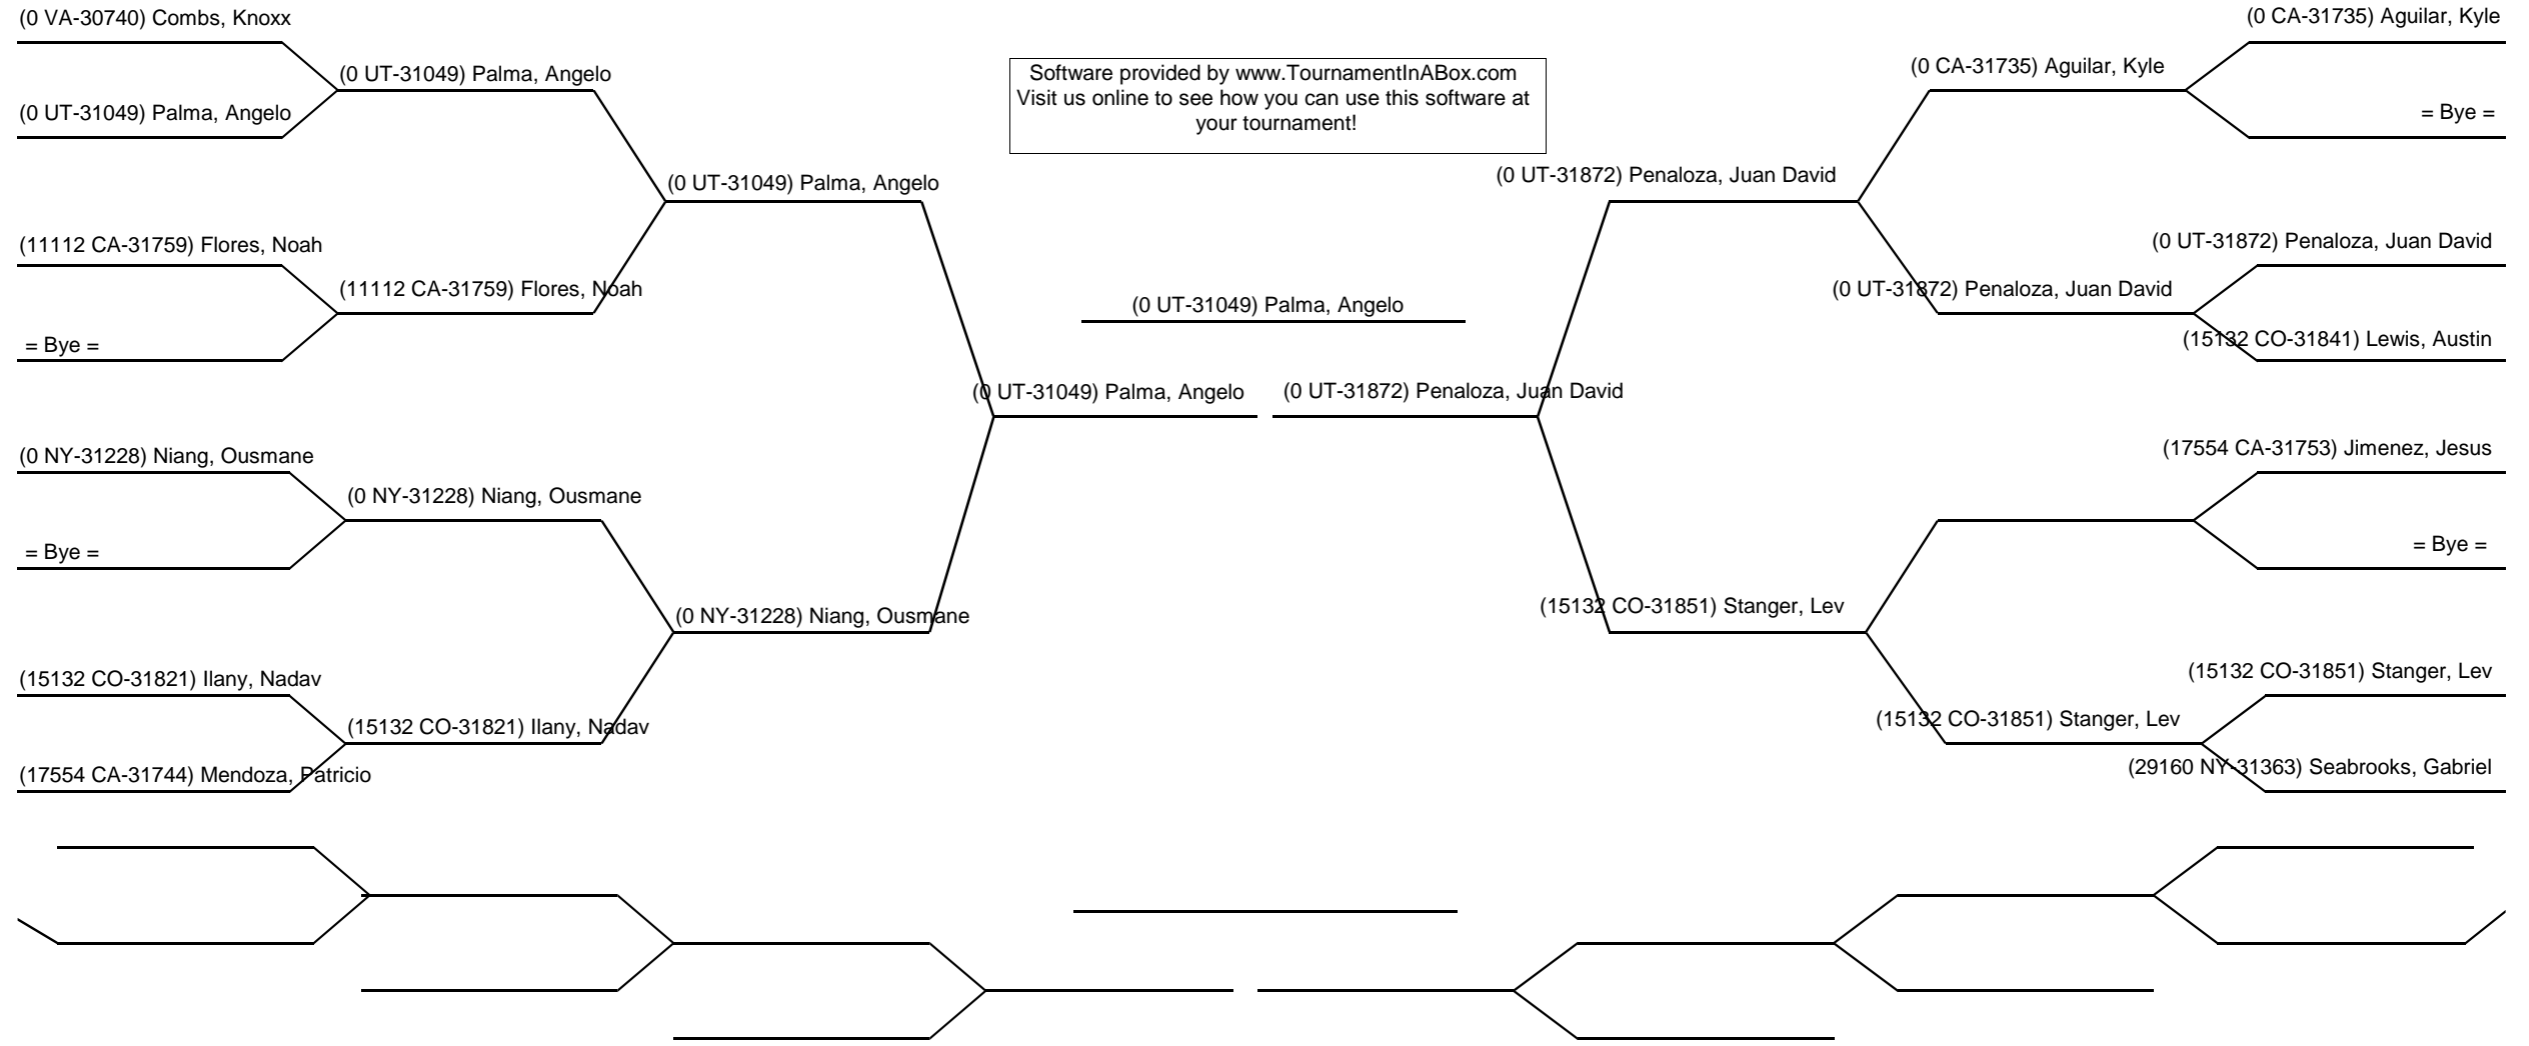 (0 VA-30740) Combs, Knoxx
(0 UT-31049) Palma, Angelo
(0 UT-31049) Palma, Angelo
(0 UT-31049) Palma, Angelo
(11112 CA-31759) Flores, Noah
(11112 CA-31759) Flores, Noah
= Bye =
(0 NY-31228) Niang, Ousmane
(0 NY-31228) Niang, Ousmane
= Bye =
(0 NY-31228) Niang, Ousmane
(15132 CO-31821) Ilany, Nadav
(15132 CO-31821) Ilany, Nadav
(17554 CA-31744) Mendoza, Patricio
Software provided by www.TournamentInABox.com
Visit us online to see how you can use this software at
your tournament!
(0 UT-31049) Palma, Angelo
(0 UT-31049) Palma, Angelo
(0 UT-31872) Penaloza, Juan David
(0 CA-31735) Aguilar, Kyle
(0 CA-31735) Aguilar, Kyle
= Bye =
(0 UT-31872) Penaloza, Juan David
(0 UT-31872) Penaloza, Juan David
(0 UT-31872) Penaloza, Juan David
(15132 CO-31841) Lewis, Austin
(17554 CA-31753) Jimenez, Jesus
= Bye =
(15132 CO-31851) Stanger, Lev
(15132 CO-31851) Stanger, Lev
(15132 CO-31851) Stanger, Lev
(29160 NY-31363) Seabrooks, Gabriel